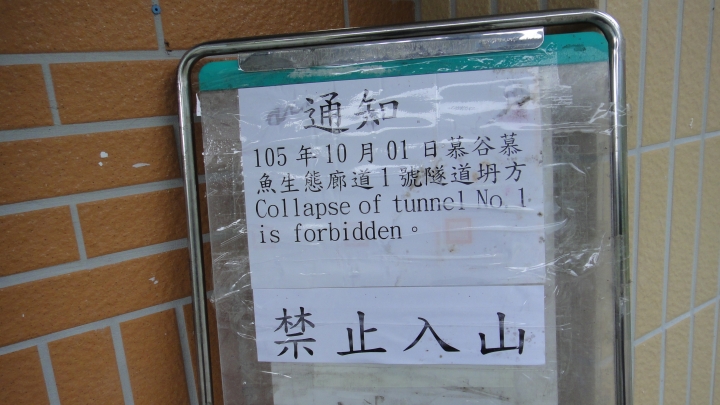 通知
105年10月01日慕谷慕
魚生態廊道1號隧道坍方
Collapse of tunnel No.1
is forbidden。
禁止入山